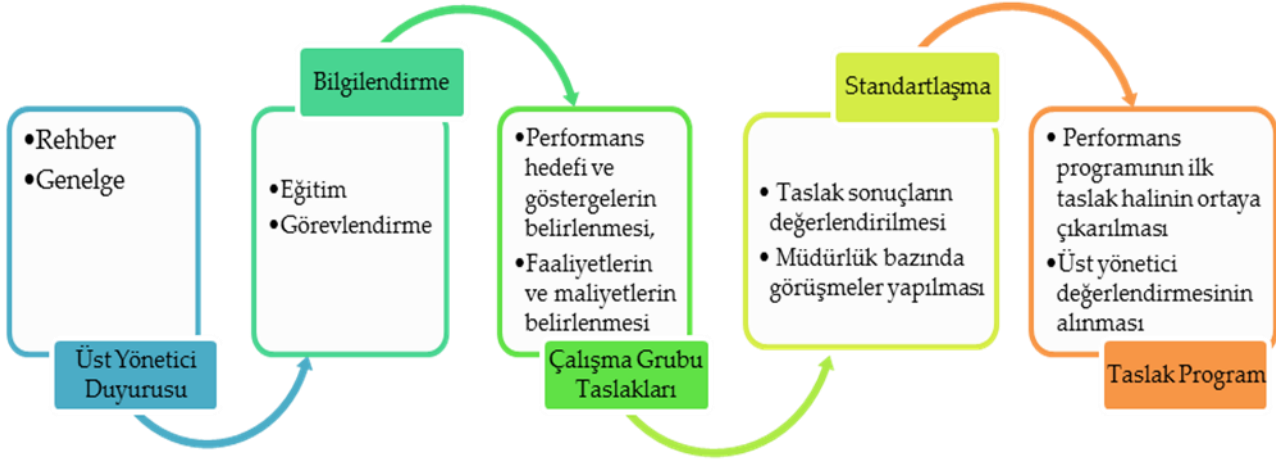 •Rehber
•Genelge
Üst Yönetici
Duyurusu
Bilgilendirme
•Eğitim
•Görevlendirme
•Performans
hedefi ve
göstergelerin
belirlenmesi,
•Faaliyetlerin
ve maliyetlerin
belirlenmesi
Çalışma Grubu
Taslakları
Standartlaşma
• Taslak sonuçların
değerlendirilmesi
• Müdürlük bazında
görüşmeler yapılması
• Performans
programının ilk
taslak halinin ortaya
çıkarılması
•Üst yönetici
değerlendirmesinin
alınması
Taslak Program